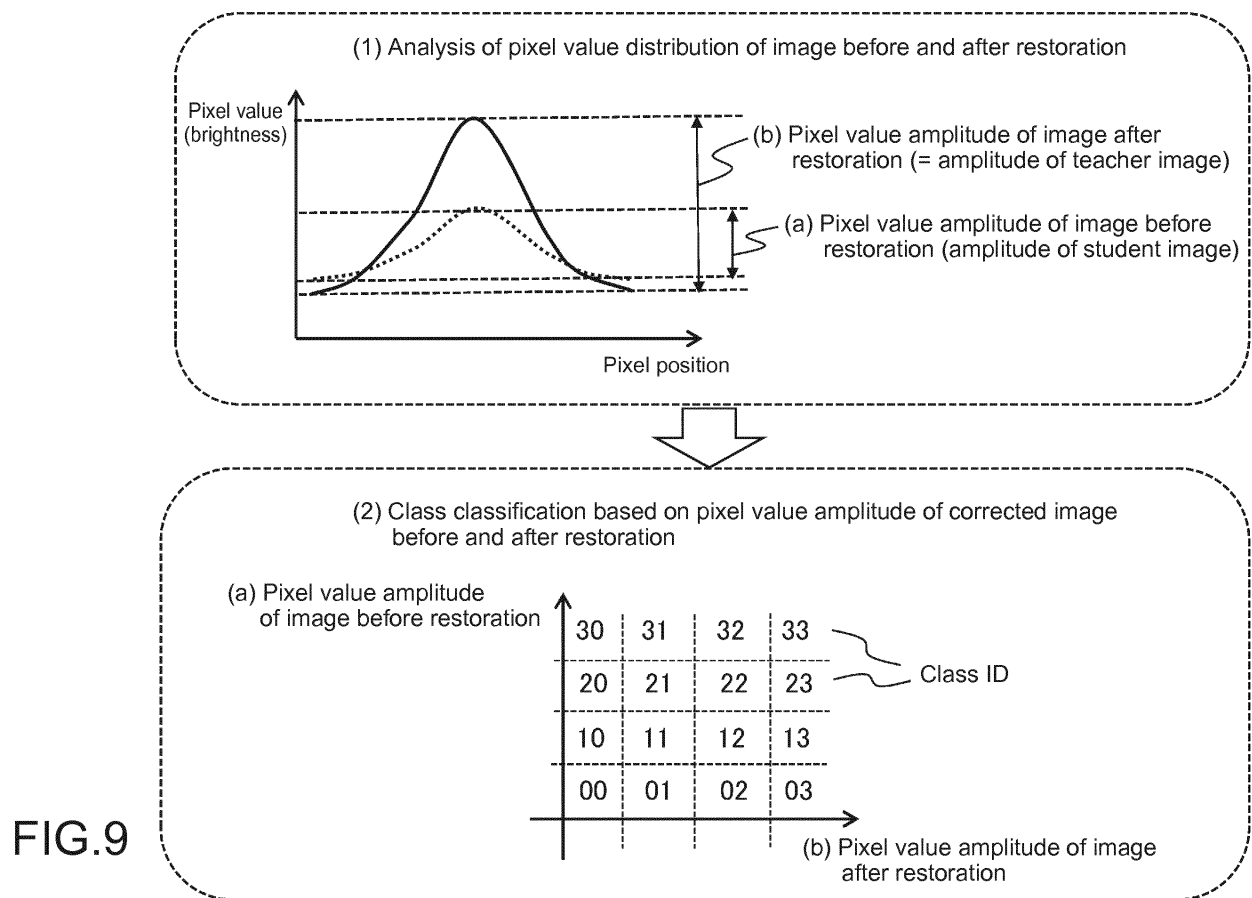 (1) Analysis of pixel value distribution of image before and after restoration
Pixel value
(brightness)
(b) Pixel value amplitude of image after
restoration (= amplitude of teacher image)
(a) Pixel value amplitude of image before
restoration (amplitude of student image)
Pixel position
(2) Class classification based on pixel value amplitude of corrected image
before and after restoration
(a) Pixel value amplitude
of image before restoration
30 31 32 33
20 21 22 23
Class ID
10 11 12 13
00 01 02 03
(b) Pixel value amplitude of image
after restoration
FIG.9